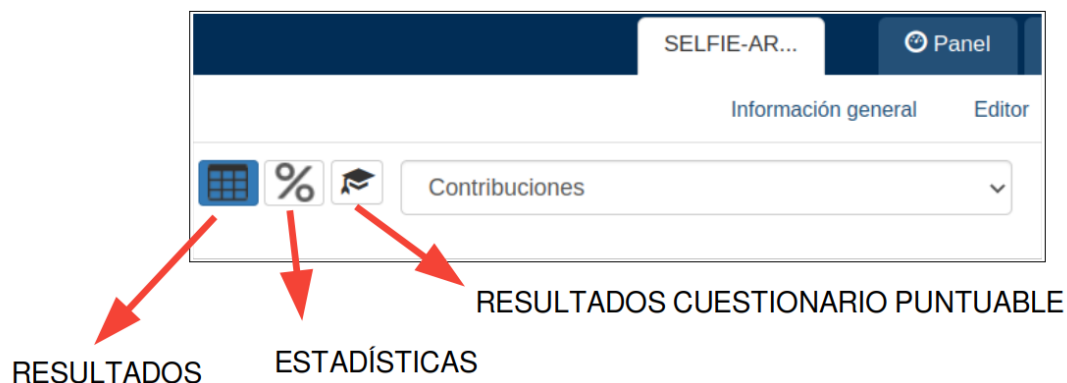 SELFIE-AR...
Panel
Información general
Editor
%
Contribuciones
RESULTADOS CUESTIONARIO PUNTUABLE
ESTADÍSTICAS
RESULTADOS